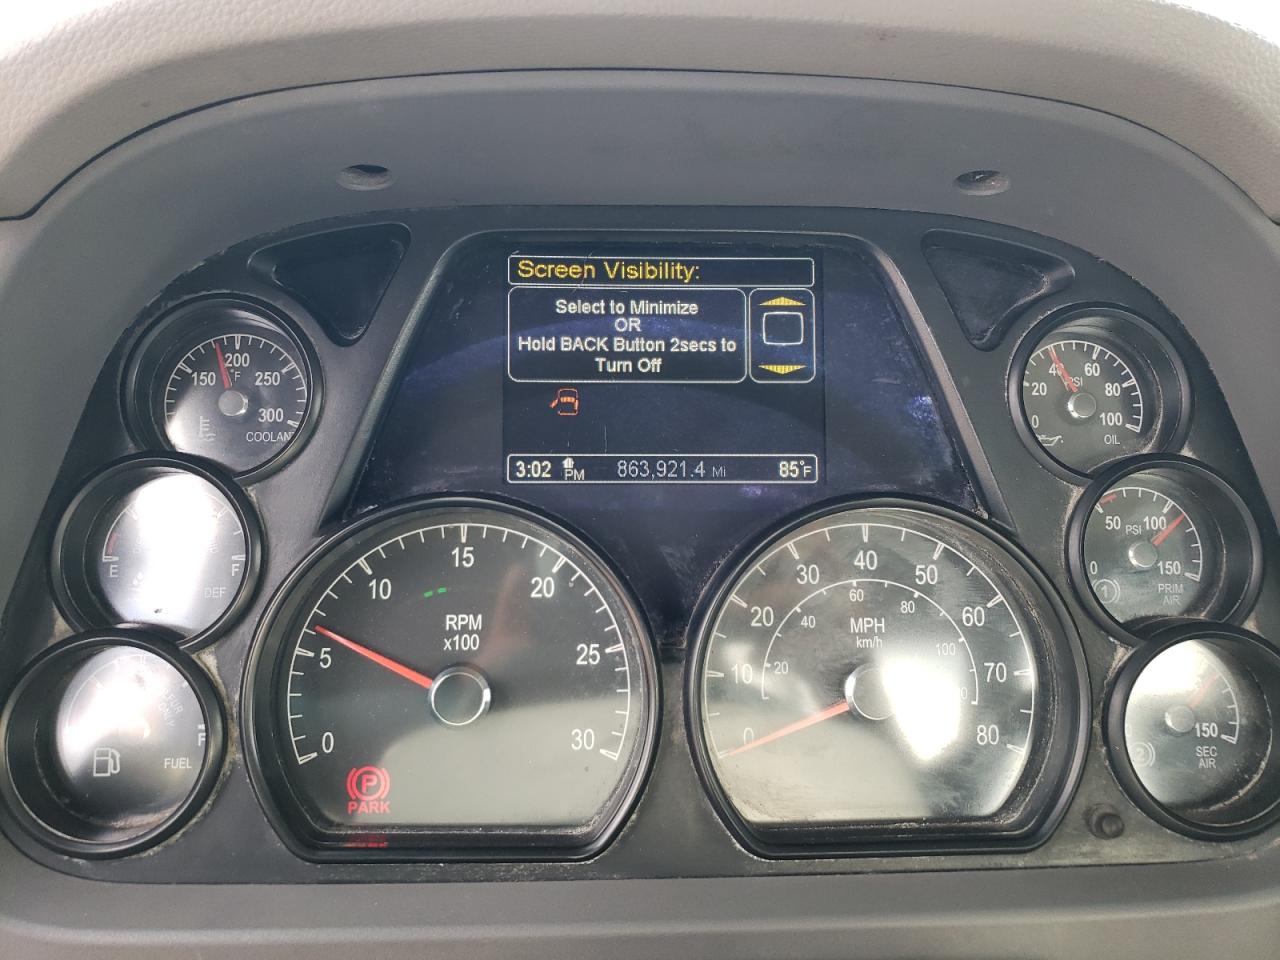 Screen Visibility:
Select to Minimize
OR
Hold BACK Button 2secs to
Turn Off
3:02 PM 863,921.4 Mi 85°F
150 200 250 300
°F
COOLANT
E F
DEF
F
FUEL
0 5 10 15 20 25 30
RPM
x100
P
PARK
0 10 20 30 40 50 60 70 80
MPH
km/h
20 40 60 80 100
0 20 40 60 80 100
PSI
OIL
0 50 100 150
PSI
1
PRIM
AIR
150
2
SEC
AIR